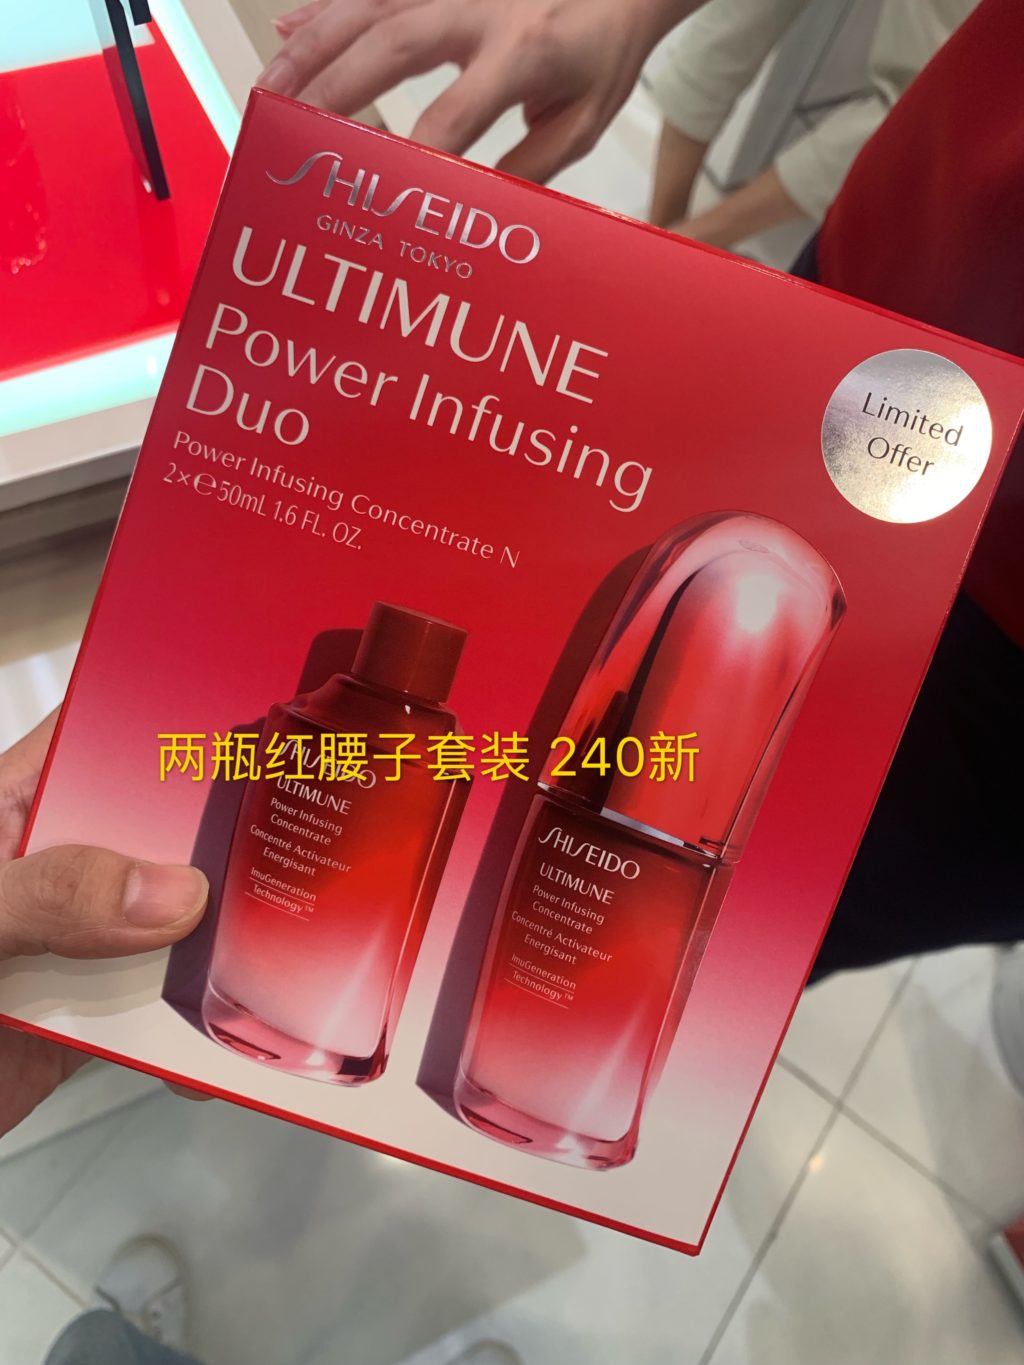 SHISEIDO
GINZA TOKYO
ULTIMUNE
Power Infusing
Duo
Power Infusing Concentrate N
2×℮50mL 1.6 FL. OZ.
Limited
Offer
两瓶红腰子套装 240新
SHISEIDO
ULTIMUNE
Power Infusing
Concentrate
Concentré Activateur
Energisant
ImuGeneration
Technology™
SHISEIDO
ULTIMUNE
Power Infusing
Concentrate
Concentré Activateur
Energisant
ImuGeneration
Technology™